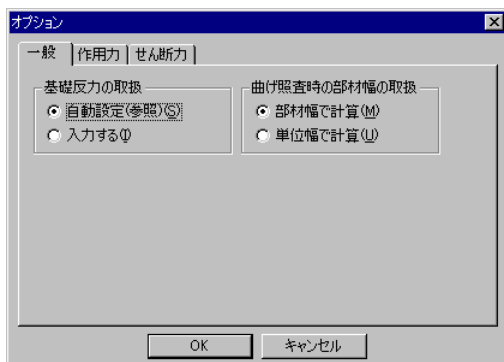 オプション
一般 作用力 せん断力
基礎反力の取扱
自動設定(参照)(S)
入力する(I)
曲げ照査時の部材幅の取扱
部材幅で計算(M)
単位幅で計算(U)
OK キャンセル